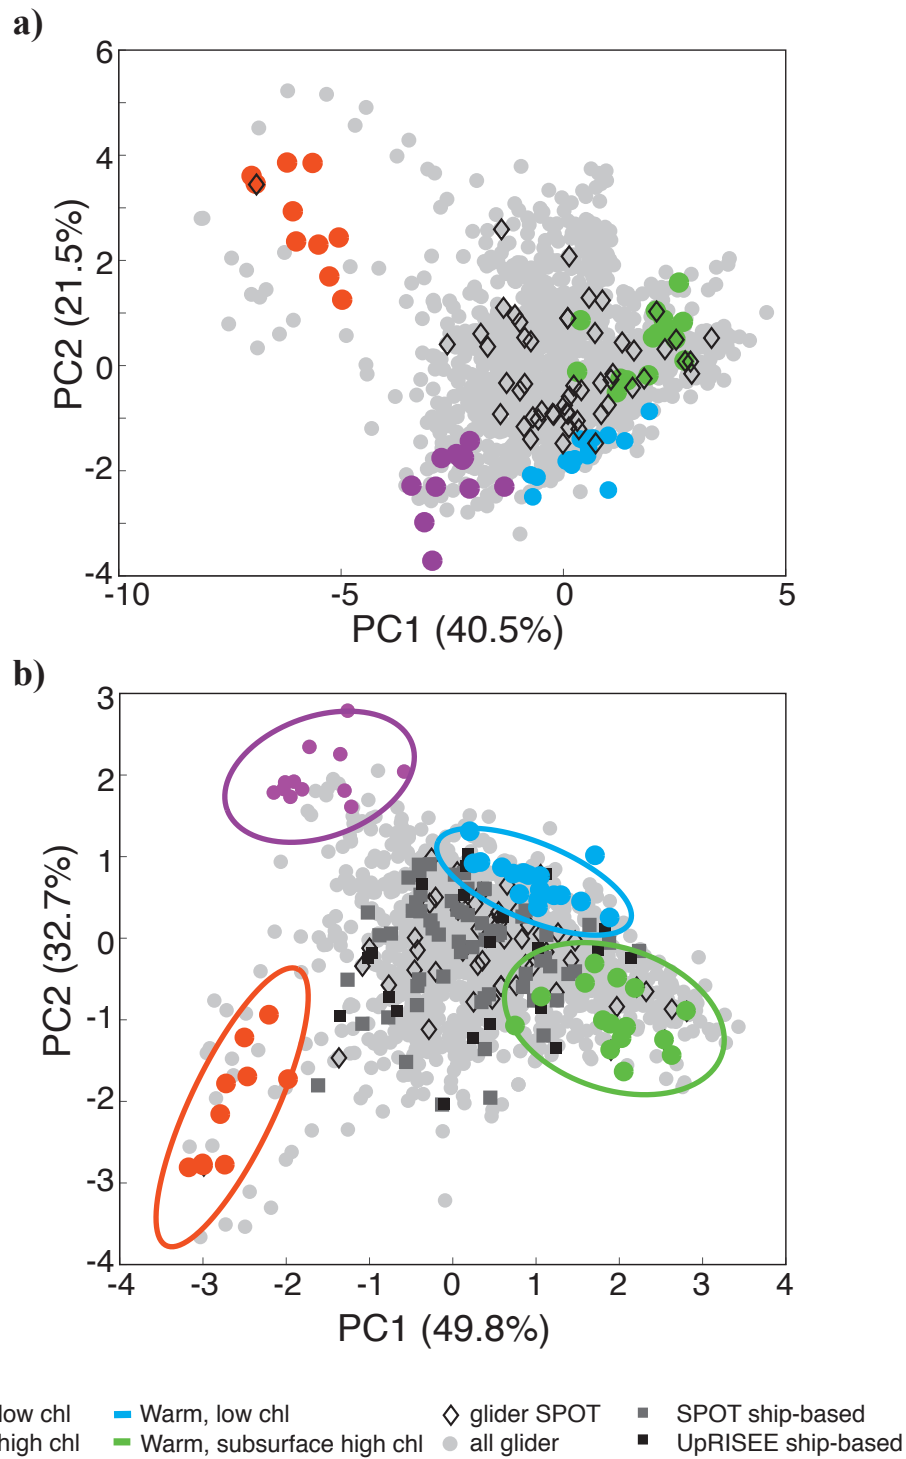 a)
6
4
2
0
-2
-4
-10
-5
0
5
PC2 (21.5%)
PC1 (40.5%)
b)
3
2
1
0
-1
-2
-3
-4
-4
-3
-2
-1
0
1
2
3
4
PC2 (32.7%)
PC1 (49.8%)
low chl
Warm, low chl
glider SPOT
SPOT ship-based
high chl
Warm, subsurface high chl
all glider
UpRISEE ship-based